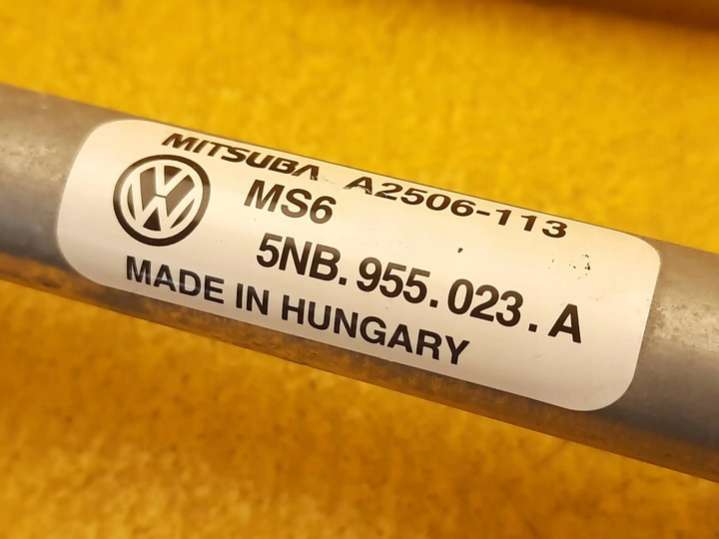 MITSUBA A2506-113
MS6
5NB.955.023.A
MADE IN HUNGARY